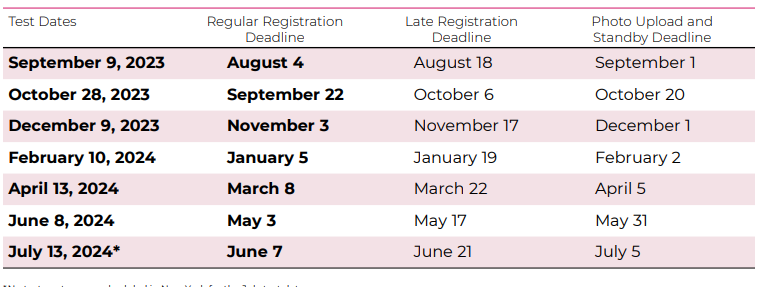 Test Dates Regular Registration Deadline Late Registration Deadline Photo Upload and Standby Deadline
September 9, 2023 August 4 August 18 September 1
October 28, 2023 September 22 October 6 October 20
December 9, 2023 November 3 November 17 December 1
February 10, 2024 January 5 January 19 February 2
April 13, 2024 March 8 March 22 April 5
June 8, 2024 May 3 May 17 May 31
July 13, 2024* June 7 June 21 July 5